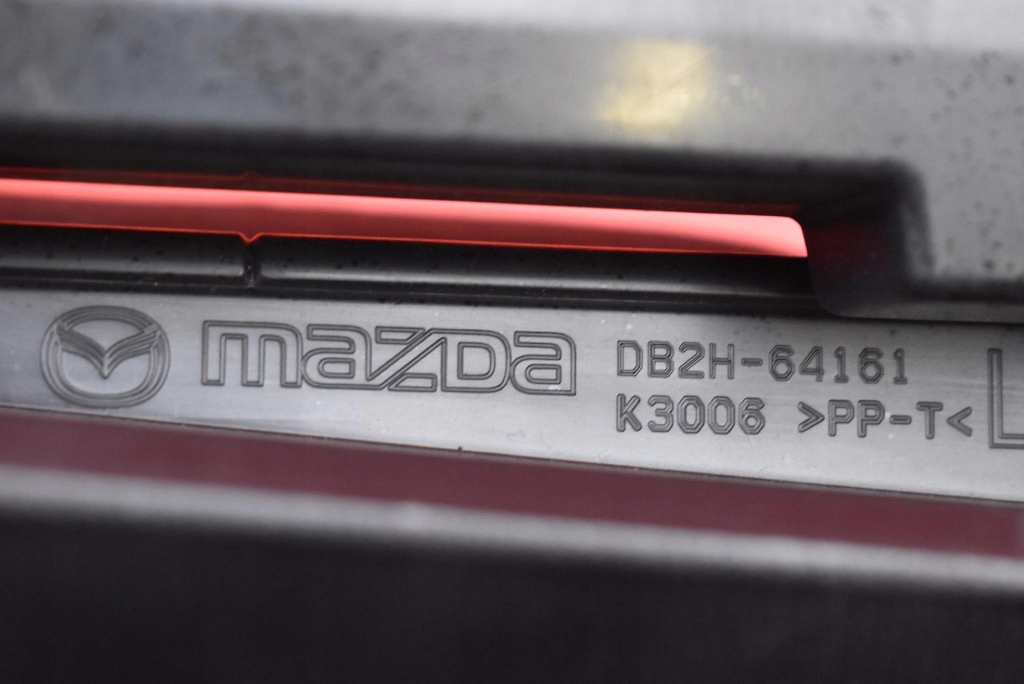 mazda
DB2H-64161
K3006 >PP-T<
L